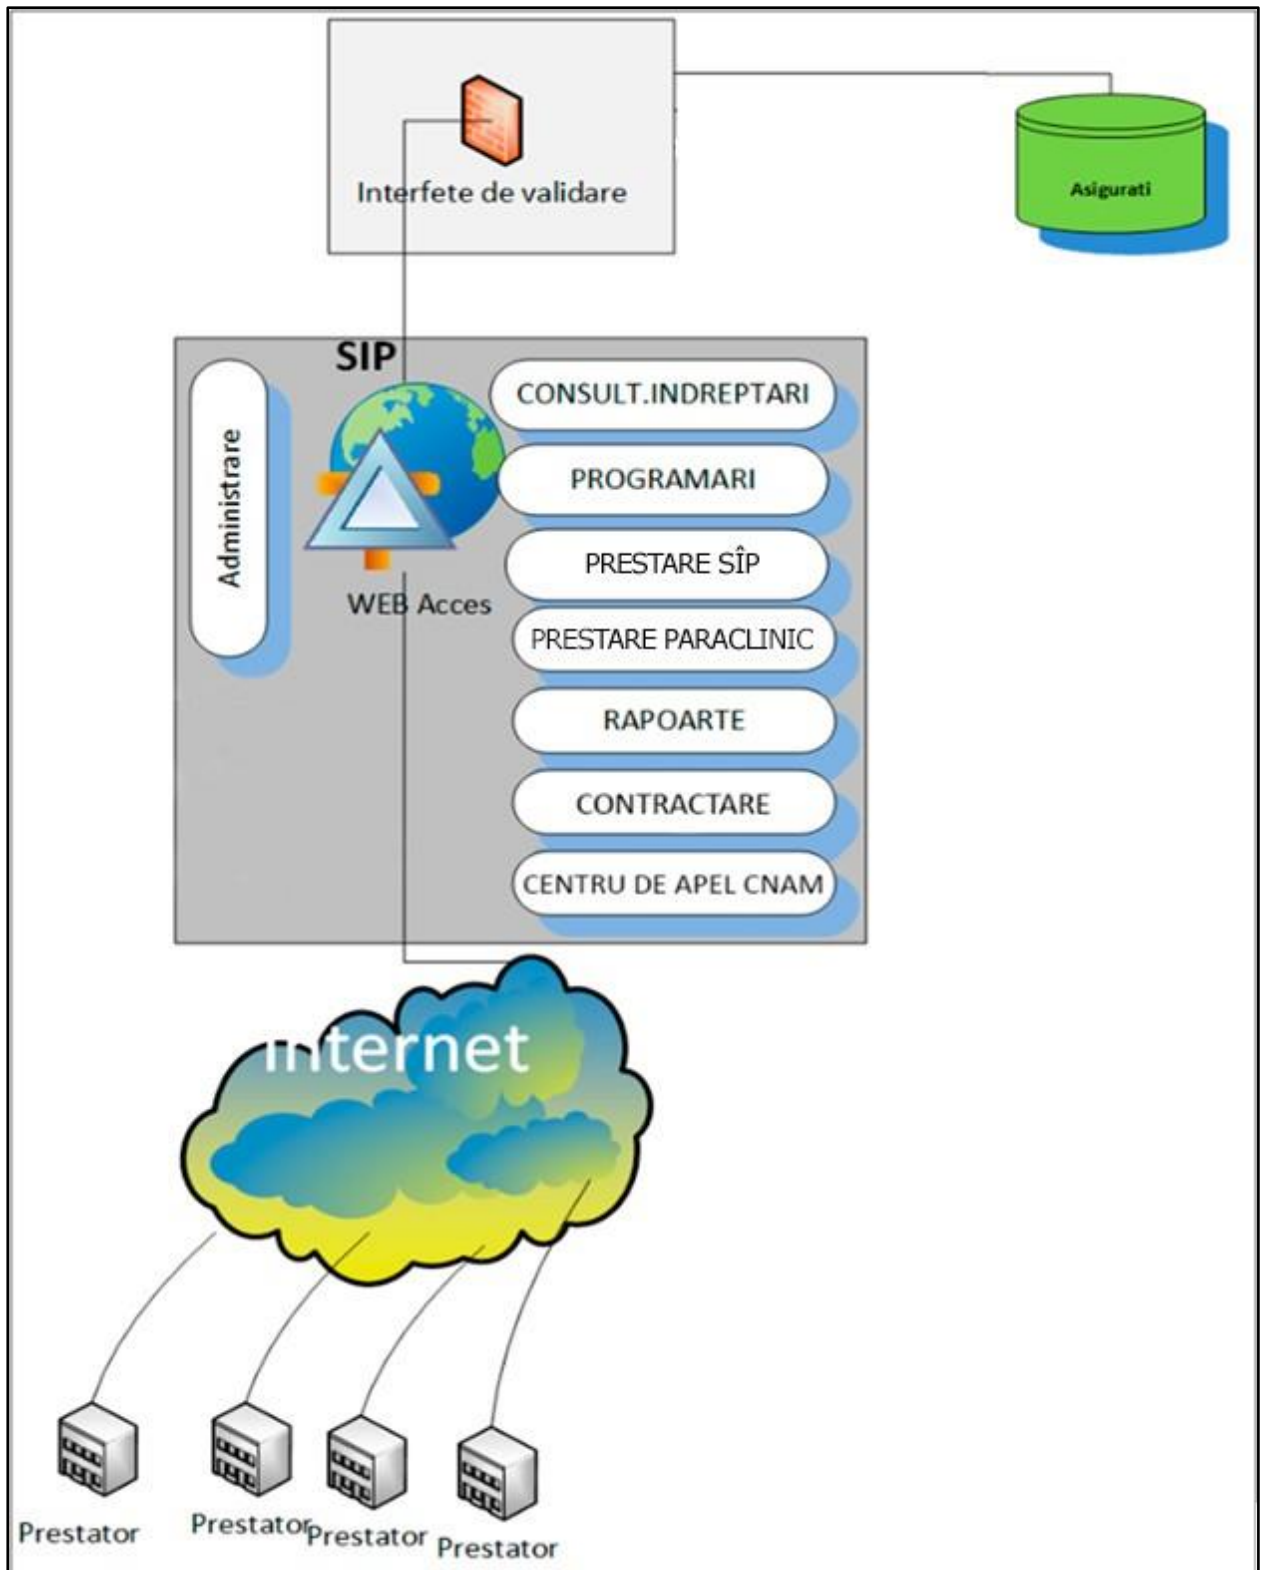 Interfete de validare
Asigurati
SIP
Administrare
WEB Acces
CONSULT.INDREPTARI
PROGRAMARI
PRESTARE SÎP
PRESTARE PARACLINIC
RAPOARTE
CONTRACTARE
CENTRU DE APEL CNAM
Internet
Prestator
Prestator
Prestator
Prestator